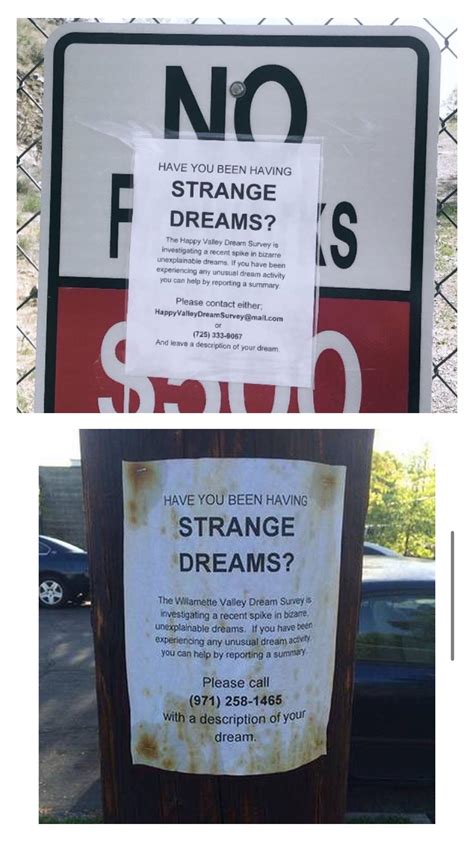 NO
HAVE YOU BEEN HAVING
STRANGE
DREAMS?
The Happy Valley Dream Survey is
investigating a recent spike in bizarre
unexplainable dreams. If you have been
experiencing any unusual dream activity
you can help by reporting a summary.
Please contact either:
HappyValleyDreamSurvey@mail.com
or
(725) 333-9067
And leave a description of your dream.
$500
HAVE YOU BEEN HAVING
STRANGE
DREAMS?
The Willamette Valley Dream Survey is
investigating a recent spike in bizarre,
unexplainable dreams. If you have been
experiencing any unusual dream activity
you can help by reporting a summary.
Please call
(971) 258-1465
with a description of your
dream.